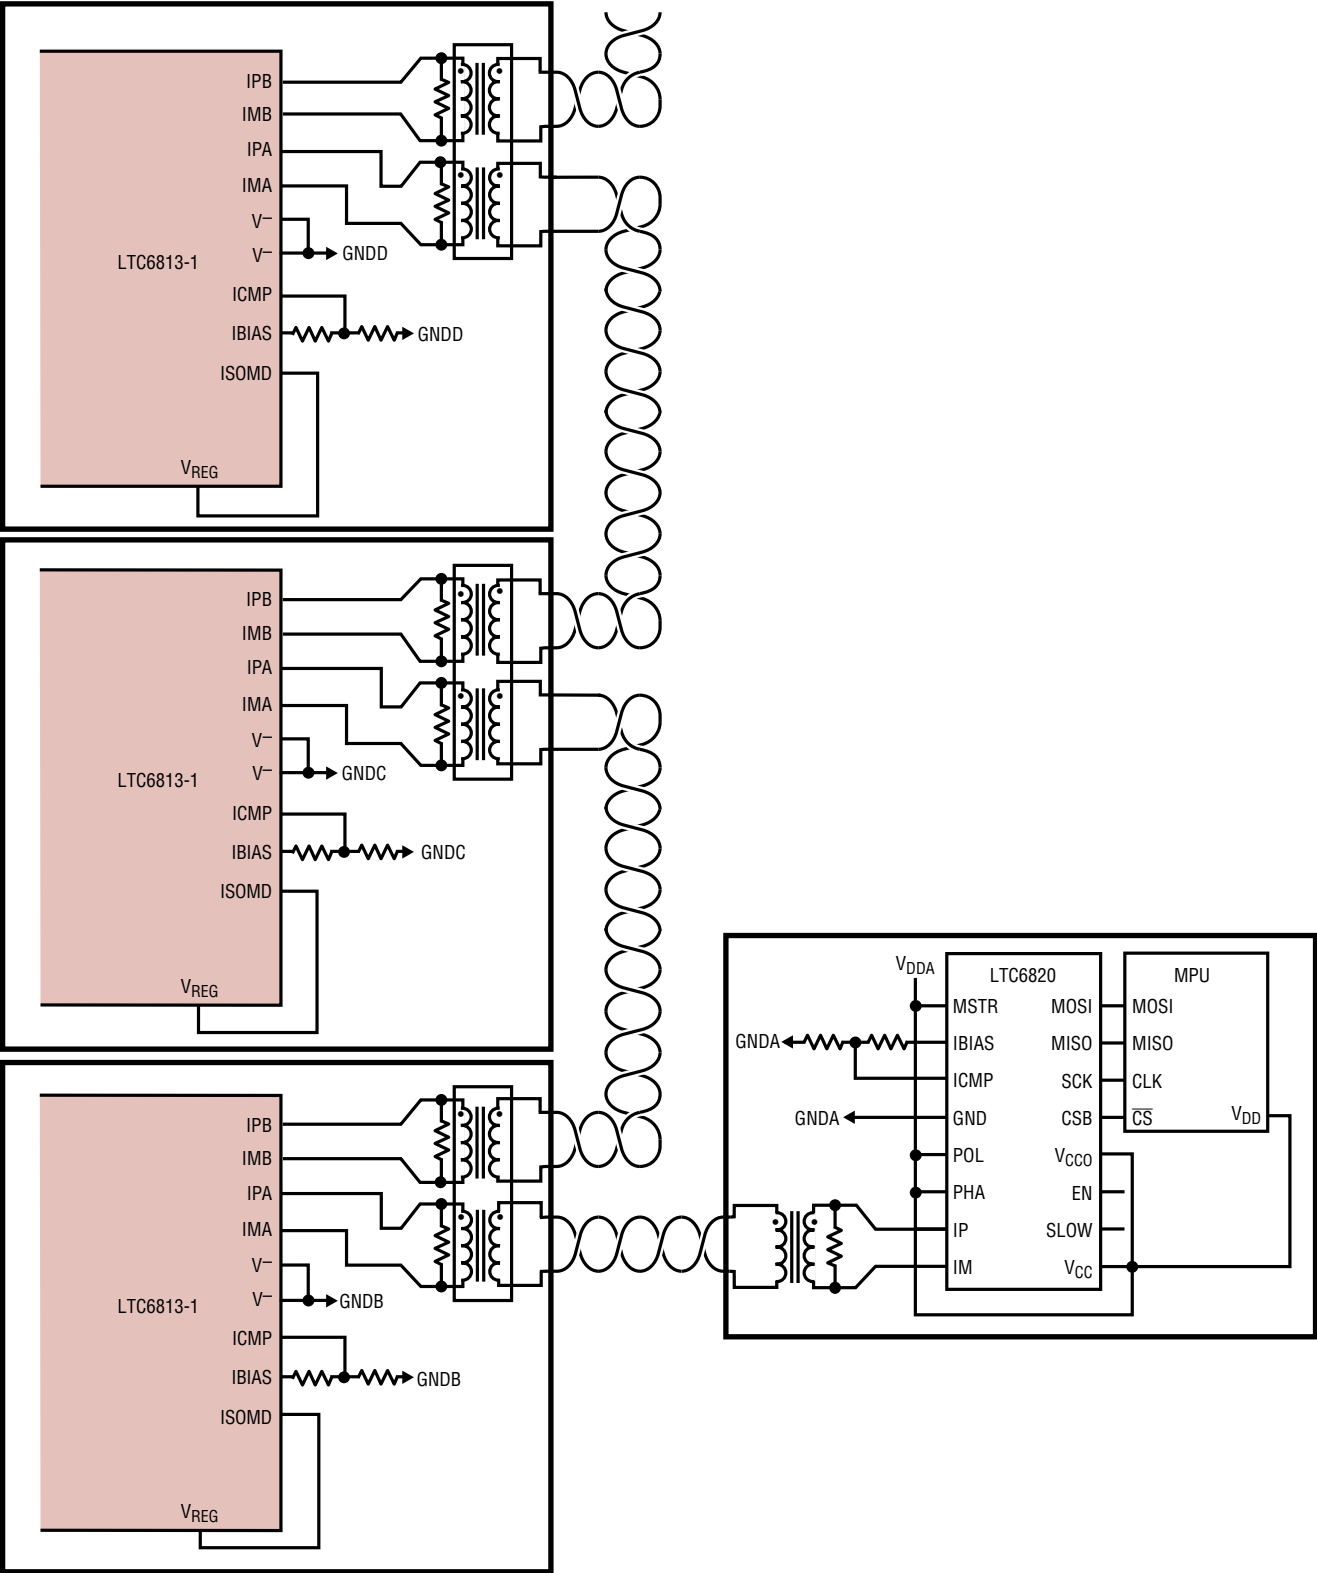 IPB
IMB
IPA
IMA
V–
V–
GNDD
LTC6813-1
ICMP
IBIAS
GNDD
ISOMD
VREG
IPB
IMB
IPA
IMA
V–
V–
GNDC
LTC6813-1
ICMP
IBIAS
GNDC
ISOMD
VREG
IPB
IMB
IPA
IMA
V–
V–
GNDB
LTC6813-1
ICMP
IBIAS
GNDB
ISOMD
VREG
VDDA
LTC6820
MPU
MSTR
MOSI
MOSI
GNDA
IBIAS
MISO
MISO
ICMP
SCK
CLK
GNDA
GND
CSB
C̅S̅
VDD
POL
VCCO
PHA
EN
IP
SLOW
IM
VCC